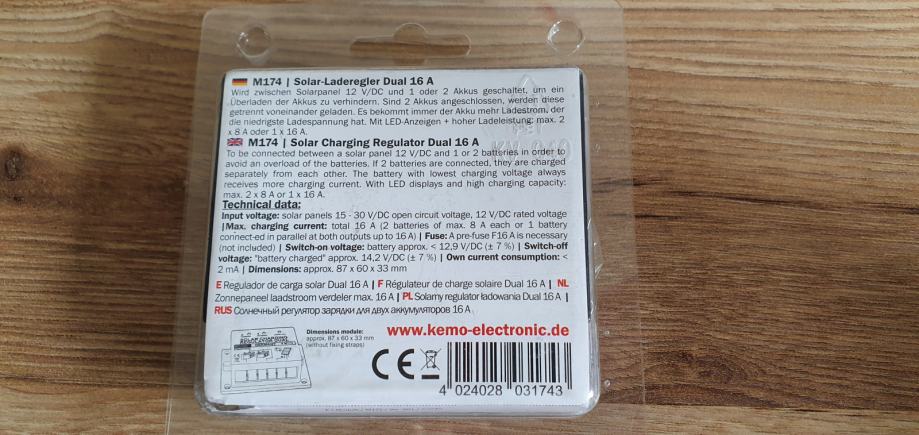 M174 | Solar-Laderegler Dual 16 A
Wird zwischen Solarpanel 12 V/DC und 1 oder 2 Akkus geschaltet, um ein
Überladen der Akkus zu verhindern. Sind 2 Akkus angeschlossen, werden diese
getrennt voneinander geladen. Es bekommt immer der Akku mehr Ladestrom, der
die niedrigste Ladespannung hat. Mit LED-Anzeigen + hoher Ladeleistung: max. 2
x 8 A oder 1 x 16 A.
M174 | Solar Charging Regulator Dual 16 A
To be connected between a solar panel 12 V/DC and 1 or 2 batteries in order to
avoid an overload of the batteries. If 2 batteries are connected, they are charged
separately from each other. The battery with lowest charging voltage always
receives more charging current. With LED displays and high charging capacity:
max. 2 x 8 A or 1 x 16 A.
Technical data:
Input voltage: solar panels 15 - 30 V/DC open circuit voltage, 12 V/DC rated voltage
| Max. charging current: total 16 A (2 batteries of max. 8 A each or 1 battery
connect-ed in parallel at both outputs up to 16 A) | Fuse: A pre-fuse F16 A is necessary
(not included) | Switch-on voltage: battery approx. < 12,9 V/DC (± 7 %) | Switch-off
voltage: "battery charged" approx. 14,2 V/DC (± 7 %) | Own current consumption: <
2 mA | Dimensions: approx. 87 x 60 x 33 mm
E Regulador de carga solar Dual 16 A | F Régulateur de charge solaire Dual 16 A | NL
Zonnepaneel laadstroom verdeler max. 16 A | PL Solarny regulator ładowania Dual 16 A |
RUS Солнечный регулятор зарядки для двух аккумуляторов 16 A
www.kemo-electronic.de
Dimensions module:
approx. 87 x 60 x 33 mm
(without fixing straps)
CE
4 024028 031743